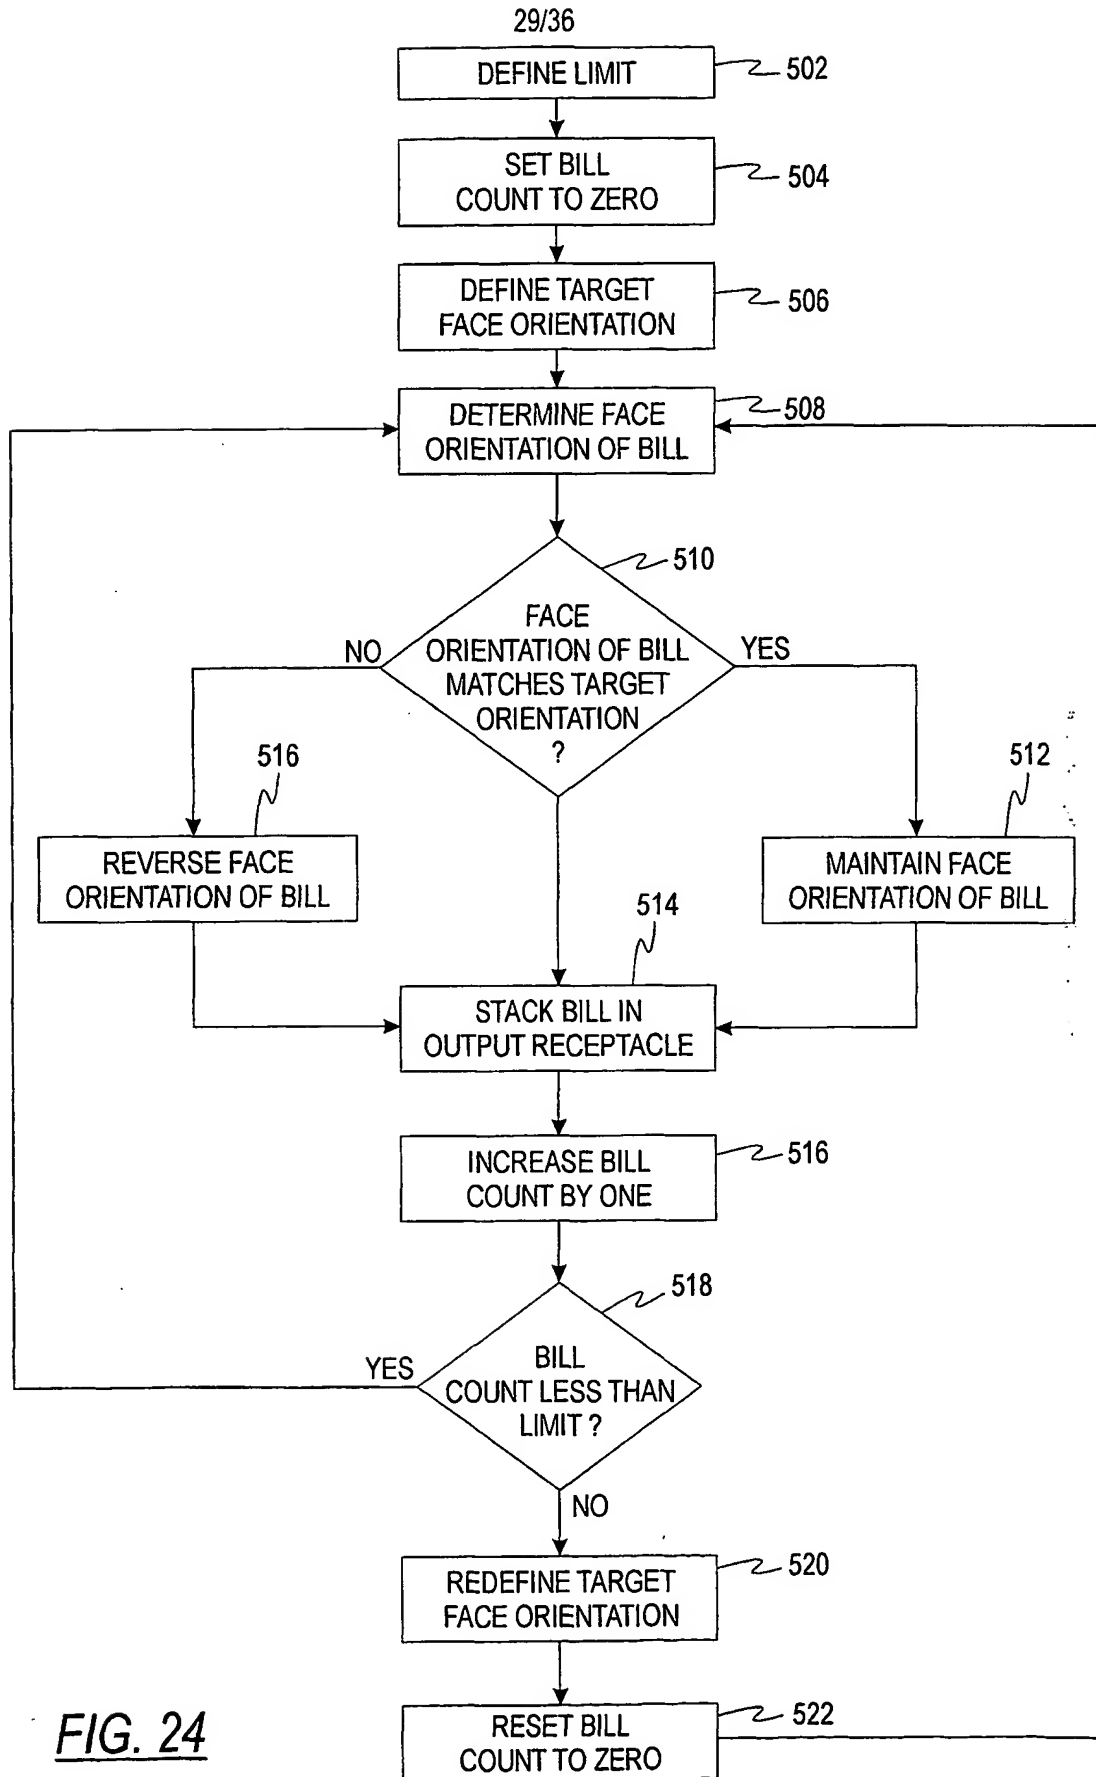 29/36
DEFINE LIMIT
502
SET BILL
COUNT TO ZERO
504
DEFINE TARGET
FACE ORIENTATION
506
DETERMINE FACE
ORIENTATION OF BILL
508
510
FACE
ORIENTATION OF BILL
MATCHES TARGET
ORIENTATION
?
NO
YES
516
REVERSE FACE
ORIENTATION OF BILL
512
MAINTAIN FACE
ORIENTATION OF BILL
514
STACK BILL IN
OUTPUT RECEPTACLE
INCREASE BILL
COUNT BY ONE
516
518
BILL
COUNT LESS THAN
LIMIT ?
YES
NO
REDEFINE TARGET
FACE ORIENTATION
520
RESET BILL
COUNT TO ZERO
522
FIG. 24